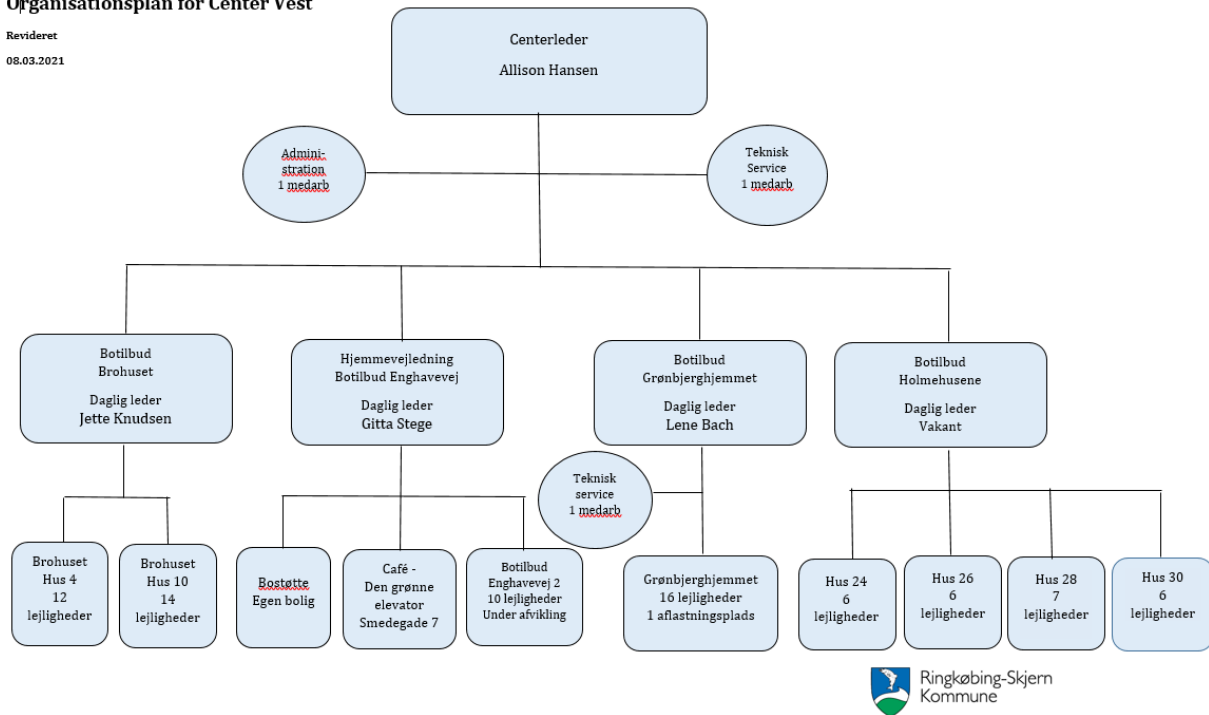 Organisationsplan for Center Vest
Revideret
08.03.2021
Centerleder
Allison Hansen
Admini-
stration
1 medarb
Teknisk
Service
1 medarb
Botilbud
Brohuset
Daglig leder
Jette Knudsen
Hjemmevejledning
Botilbud Enghavevej
Daglig leder
Gitta Stege
Botilbud
Grønbjerghjemmet
Daglig leder
Lene Bach
Botilbud
Holmehusene
Daglig leder
Vakant
Teknisk
service
1 medarb
Brohuset
Hus 4
12
lejligheder
Brohuset
Hus 10
14
lejligheder
Bostøtte
Egen bolig
Café -
Den grønne
elevator
Smedegade 7
Botilbud
Enghavevej 2
10 lejligheder
Under afvikling
Grønbjerghjemmet
16 lejligheder
1 aflastningsplads
Hus 24
6
lejligheder
Hus 26
6
lejligheder
Hus 28
7
lejligheder
Hus 30
6
lejligheder
Ringkøbing-Skjern
Kommune